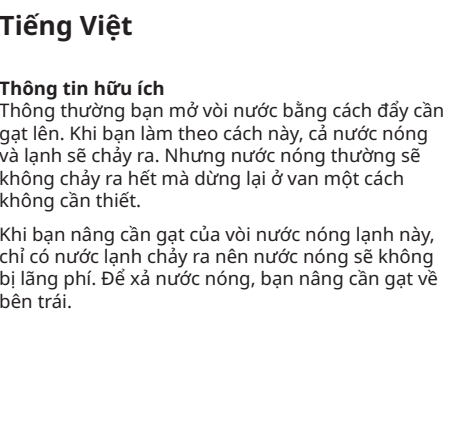 Tiếng Việt
Thông tin hữu ích
Thông thường bạn mở vòi nước bằng cách đẩy cần
gạt lên. Khi bạn làm theo cách này, cả nước nóng
và lạnh sẽ chảy ra. Nhưng nước nóng thường sẽ
không chảy ra hết mà dừng lại ở van một cách
không cần thiết.
Khi bạn nâng cần gạt của vòi nước nóng lạnh này,
chỉ có nước lạnh chảy ra nên nước nóng sẽ không
bị lãng phí. Để xả nước nóng, bạn nâng cần gạt về
bên trái.